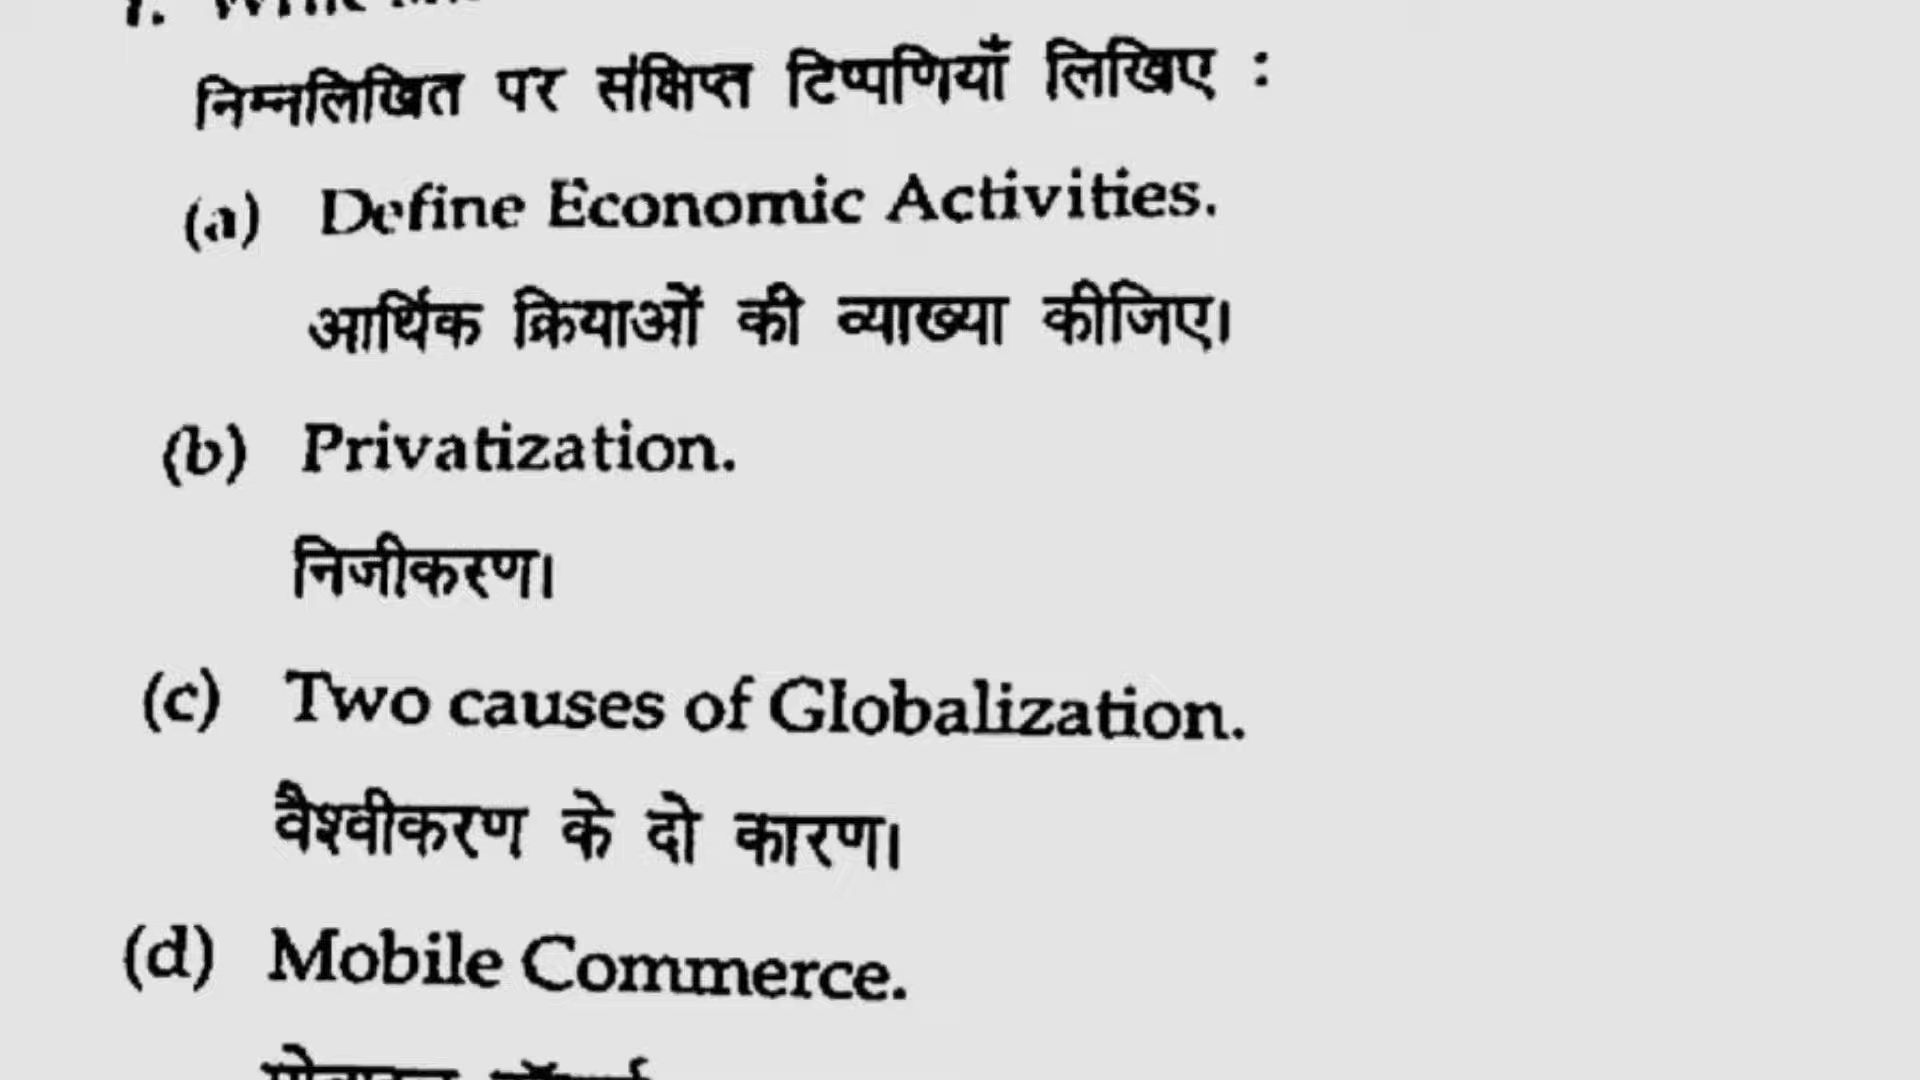 निम्नलिखित पर संक्षिप्त टिप्पणियाँ लिखिए :
(a) Define Economic Activities.
आर्थिक क्रियाओं की व्याख्या कीजिए।
(b) Privatization.
निजीकरण।
(c) Two causes of Globalization.
वैश्वीकरण के दो कारण।
(d) Mobile Commerce.